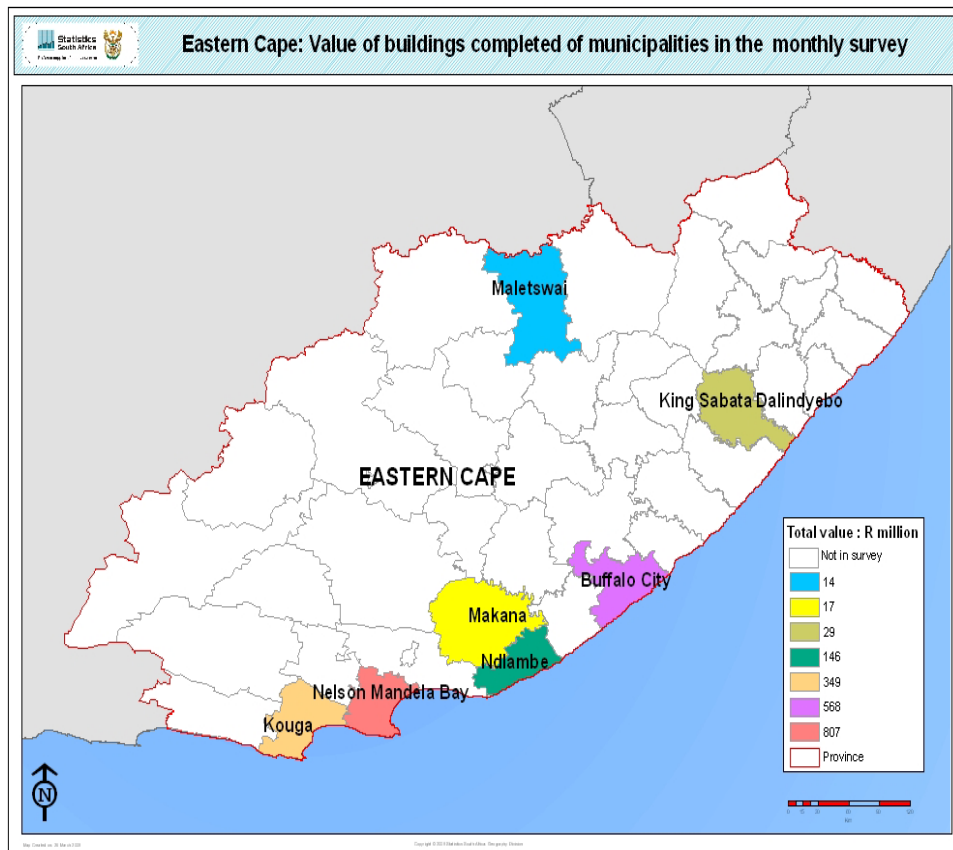 Statistics
South Africa
Eastern Cape: Value of buildings completed of municipalities in the monthly survey
Maletswai
King Sabata Dalindyebo
EASTERN CAPE
Buffalo City
Makana
Ndlambe
Nelson Mandela Bay
Kouga
Total value : R million
Not in survey
14
17
29
146
349
568
807
Province
N